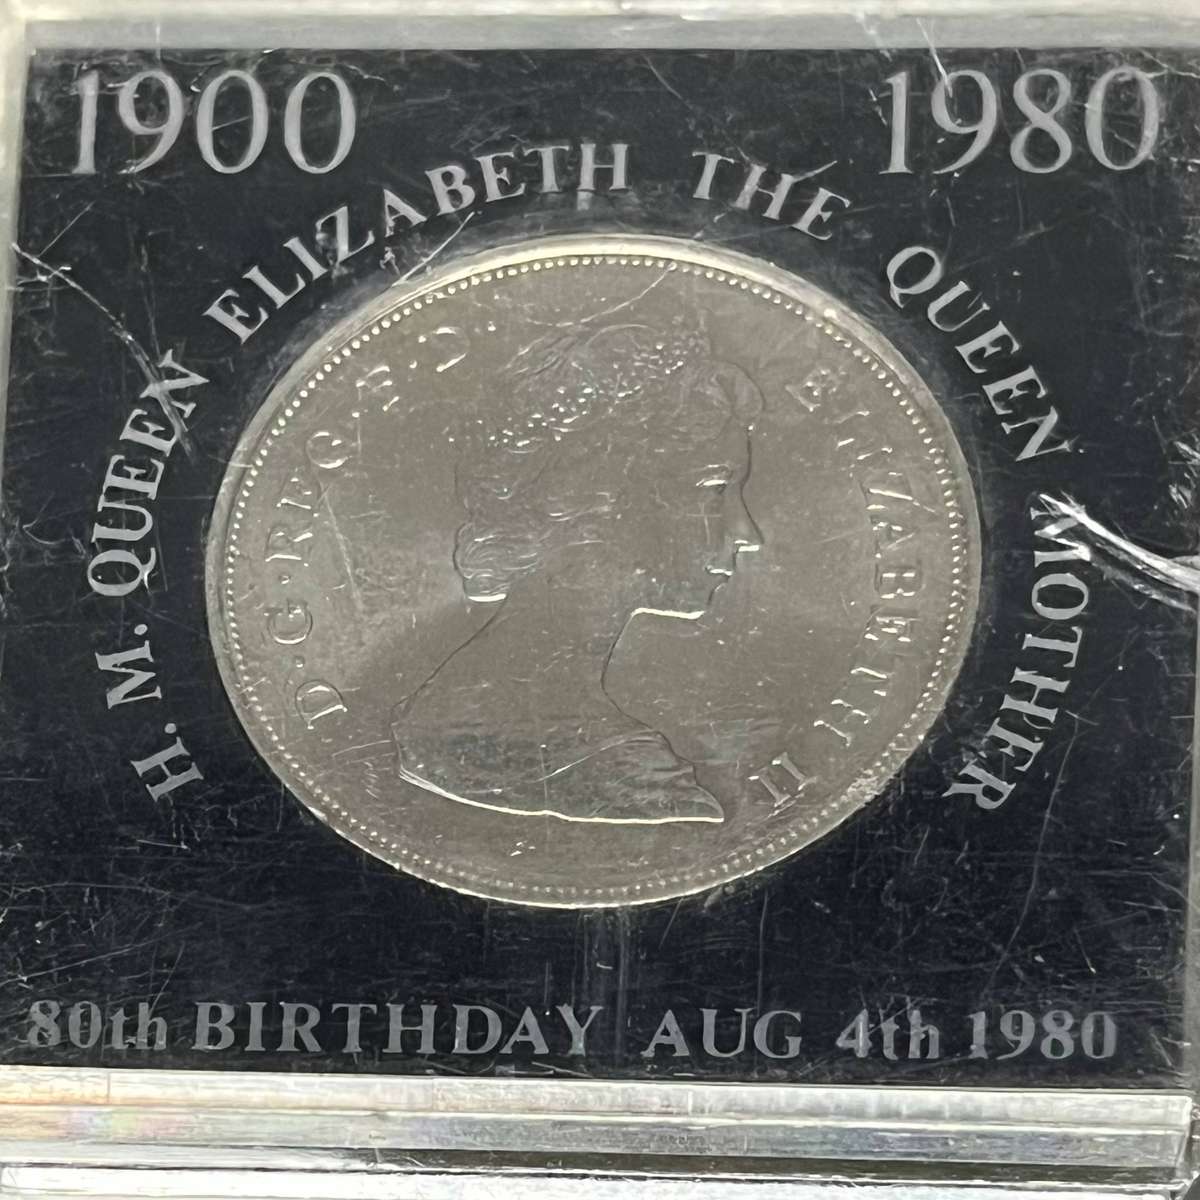 1900 1980
H. M. QUEEN ELIZABETH THE QUEEN MOTHER
D·G·REG·F·D· ELIZABETH II
80th BIRTHDAY AUG 4th 1980